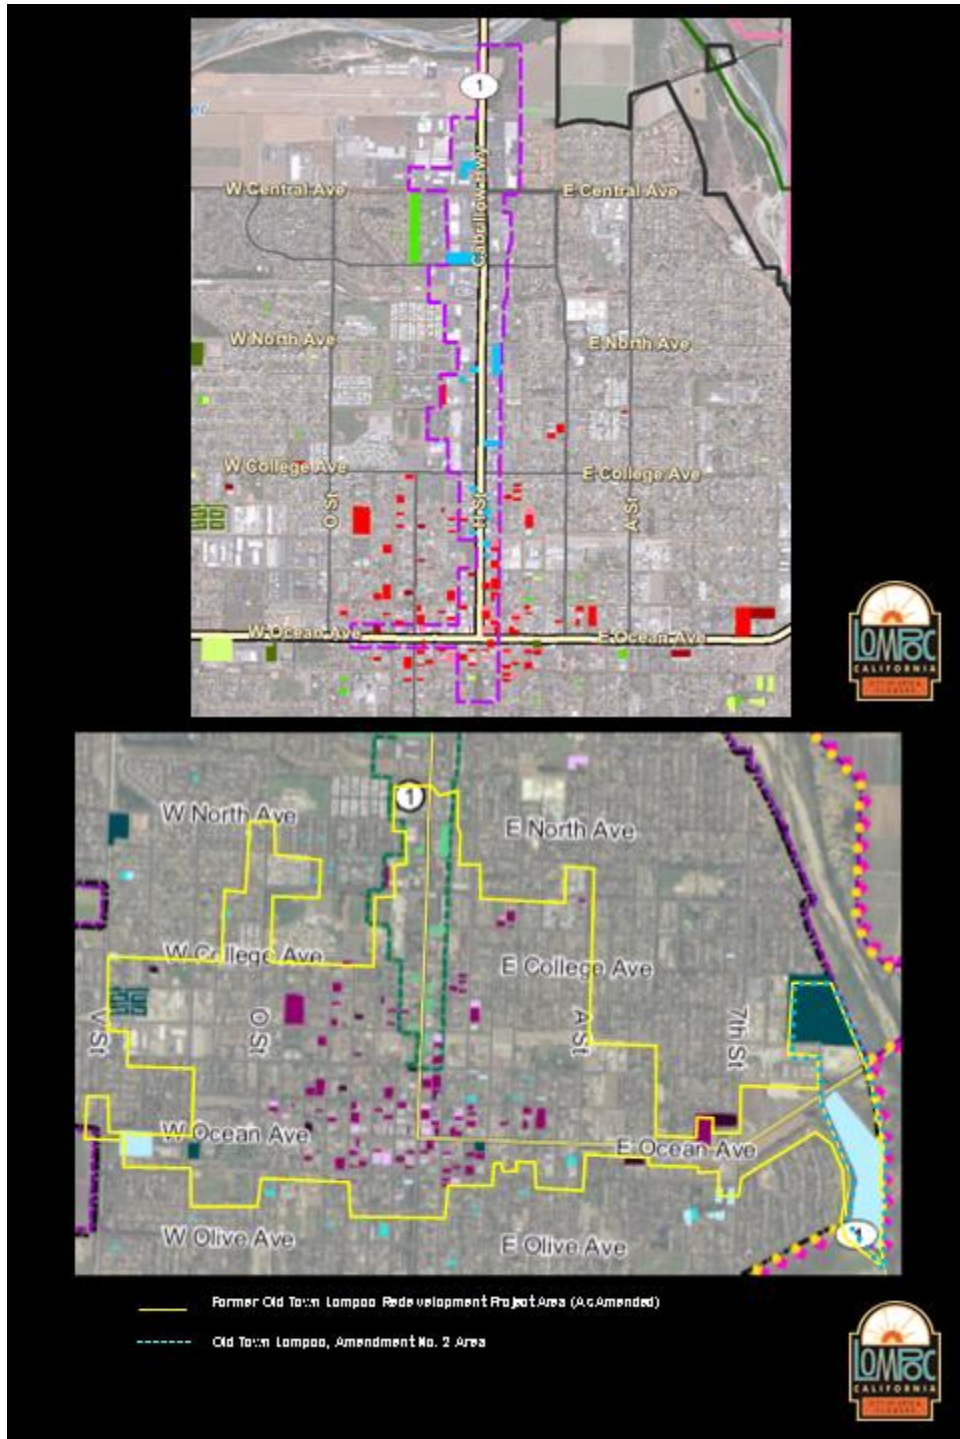 1
W Central Ave
E Central Ave
Cabrillow Hwy
W North Ave
E North Ave
W College Ave
E College Ave
O St
H St
A St
W Ocean Ave
E Ocean Ave
LOMPOC
CALIFORNIA
W North Ave
1
E North Ave
W College Ave
E College Ave
V St
O St
A St
7th St
W Ocean Ave
E Ocean Ave
W Olive Ave
E Olive Ave
1
Former Old Town Lompoc Redevelopment Project Area (As Amended)
Old Town Lompoc, Amendment No. 2 Area
LOMPOC
CALIFORNIA